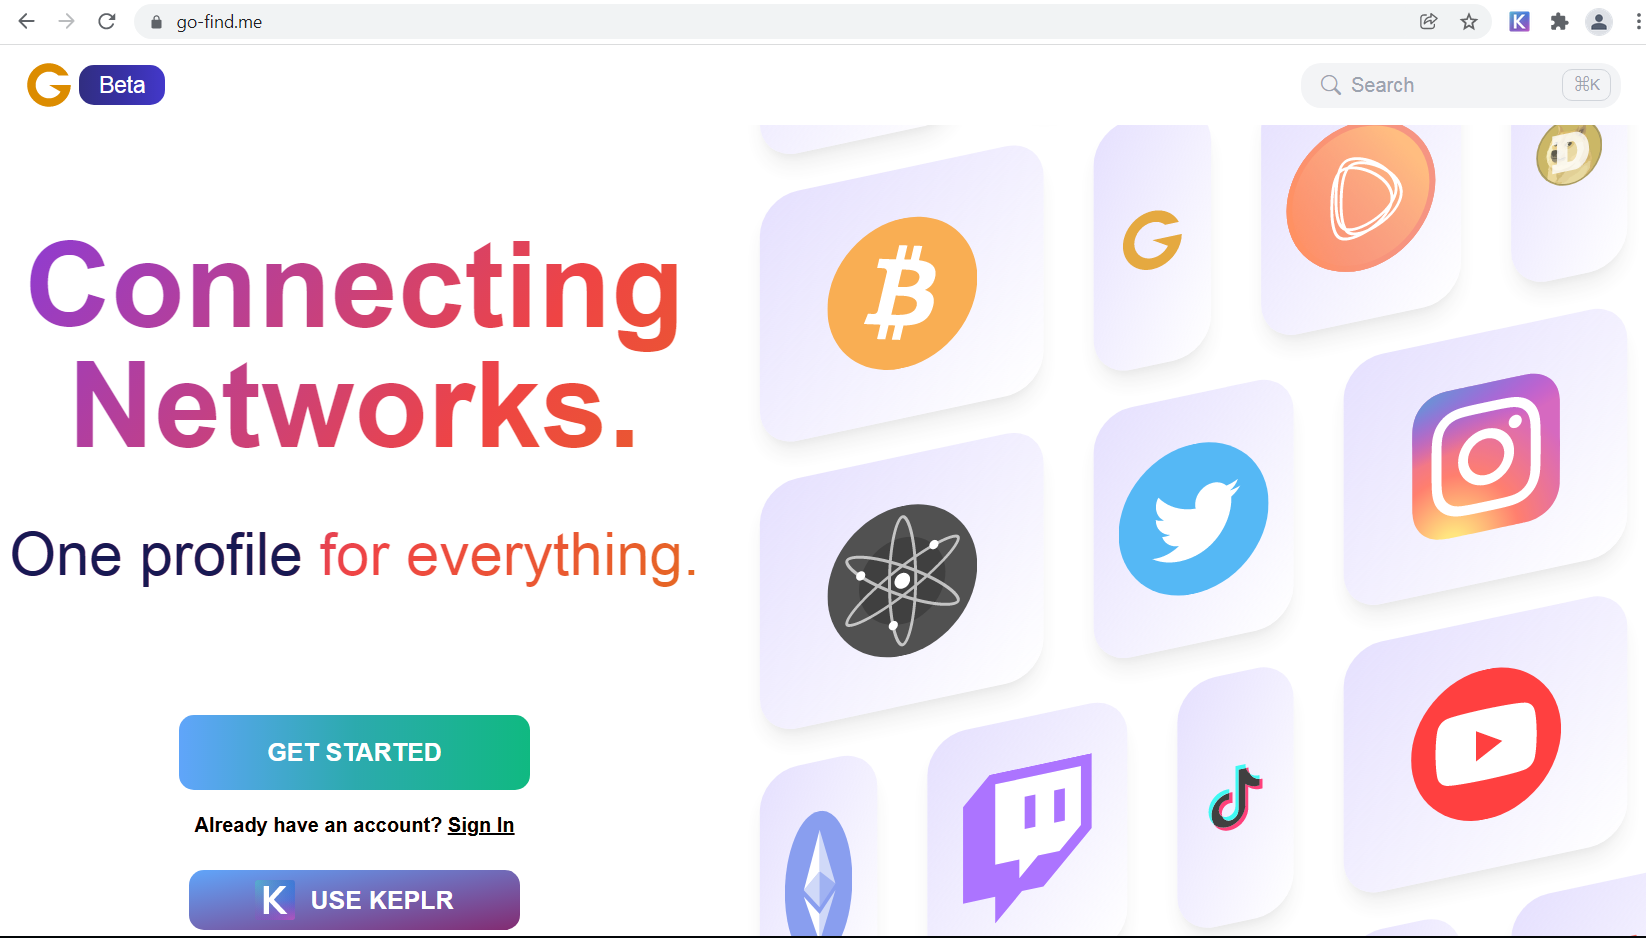 go-find.me
Beta
Search
⌘K
Connecting
Networks.
One profile for everything.
GET STARTED
Already have an account? Sign In
K USE KEPLR